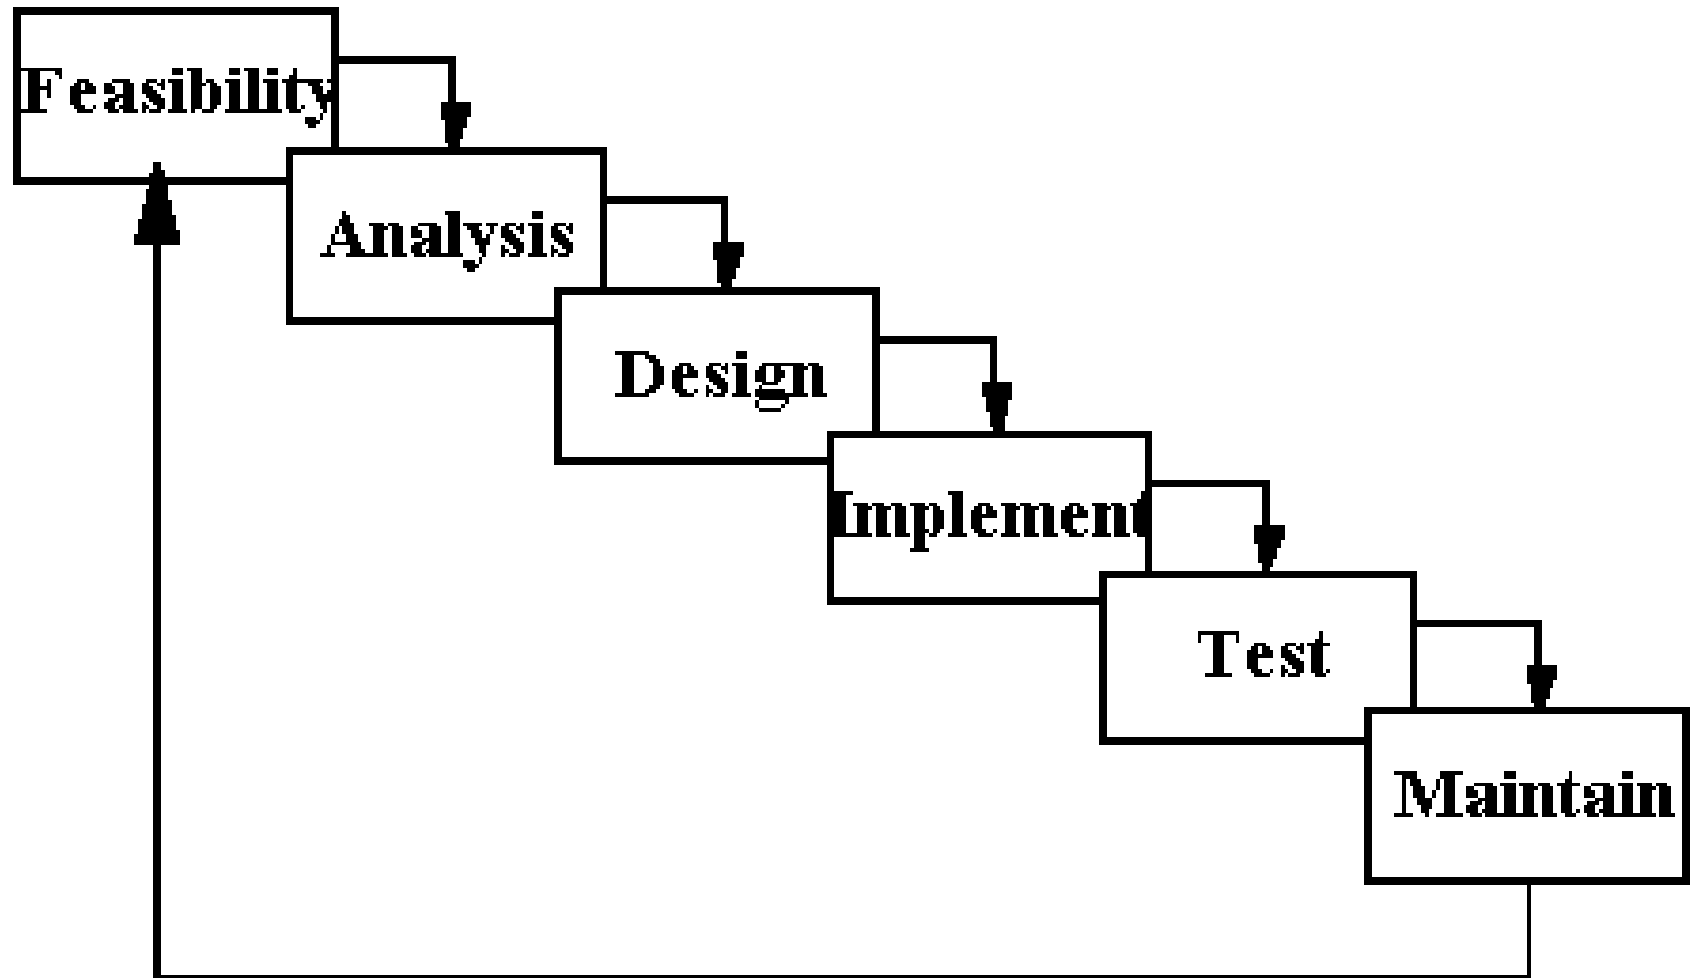 Feasibility
Analysis
Design
Implement
Test
Maintain